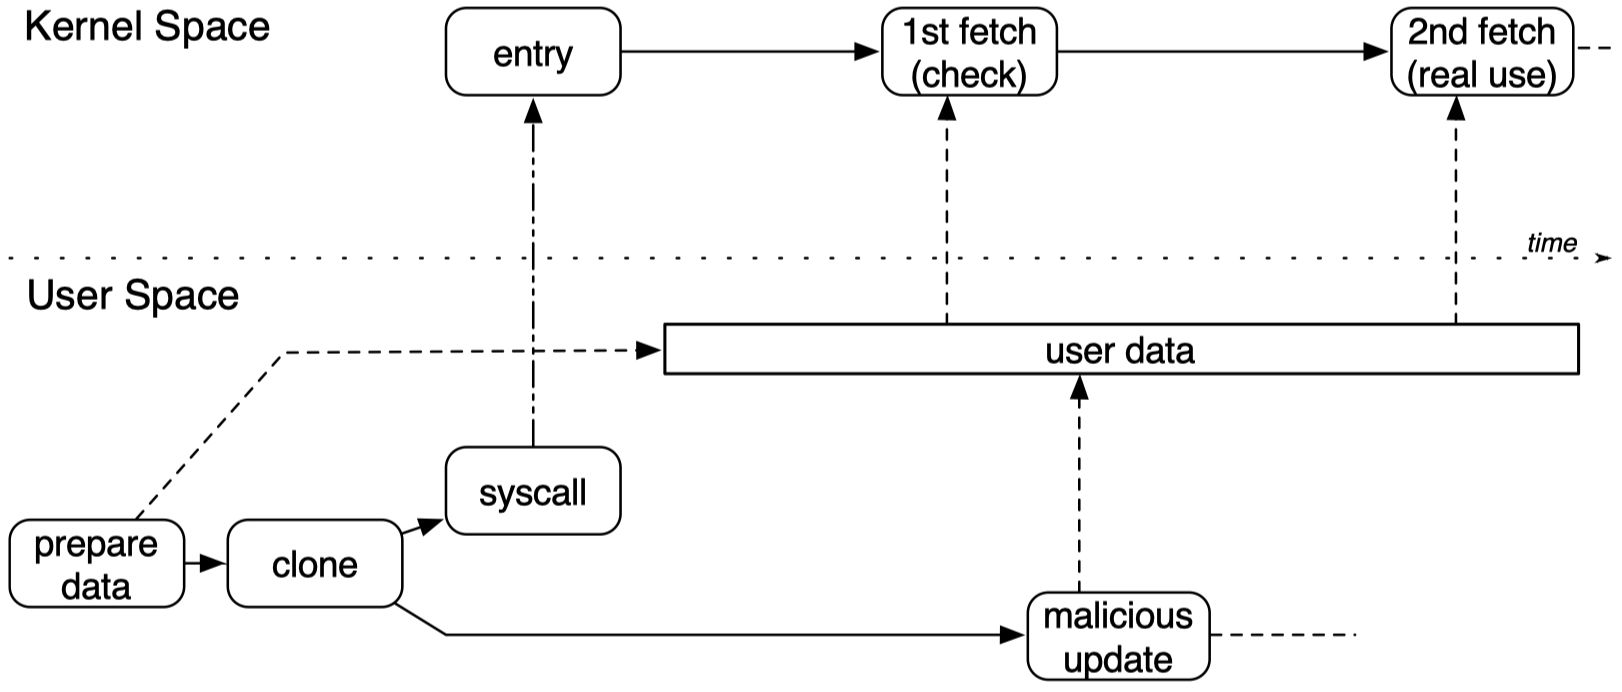 Kernel Space
entry
1st fetch
(check)
2nd fetch
(real use)
time
User Space
user data
syscall
prepare
data
clone
malicious
update